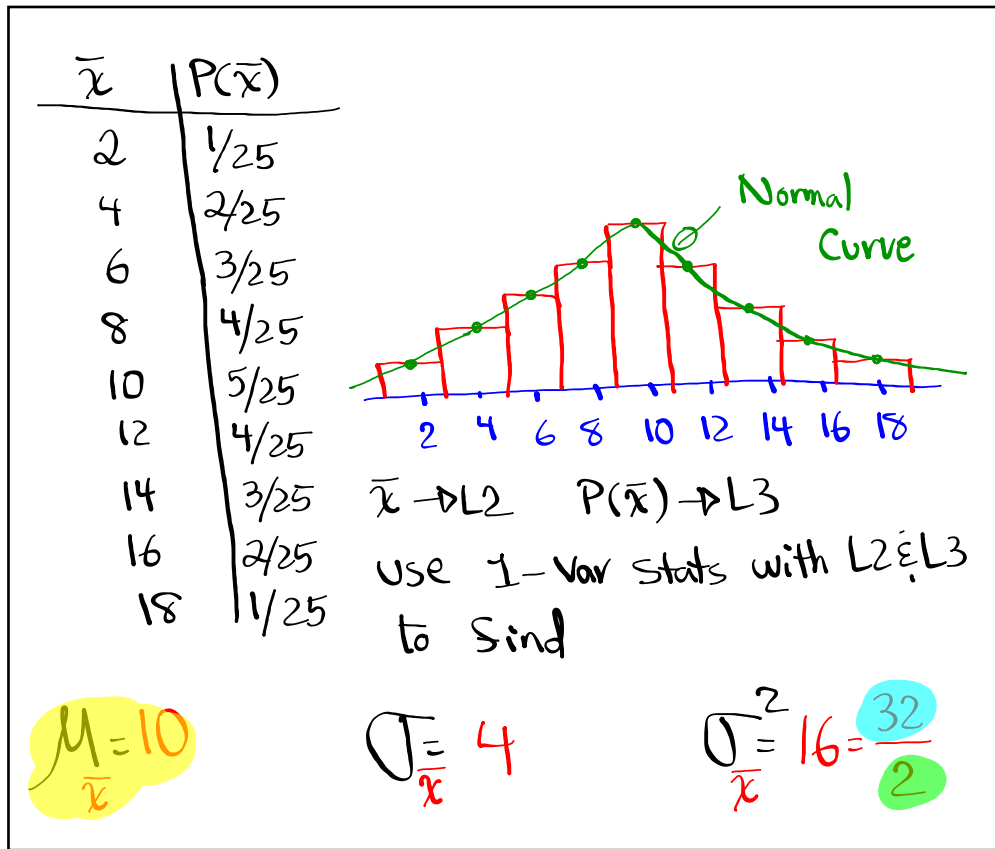 x̄ P(x̄)
2 1/25
4 2/25
6 3/25
8 4/25
10 5/25
12 4/25
14 3/25
16 2/25
18 1/25
Normal
Curve
2 4 6 8 10 12 14 16 18
x̄ → L2 P(x̄) → L3
Use 1-Var Stats with L2 & L3
to find
μx̄ = 10 σx̄ = 4 σx̄² = 16 = 32/2